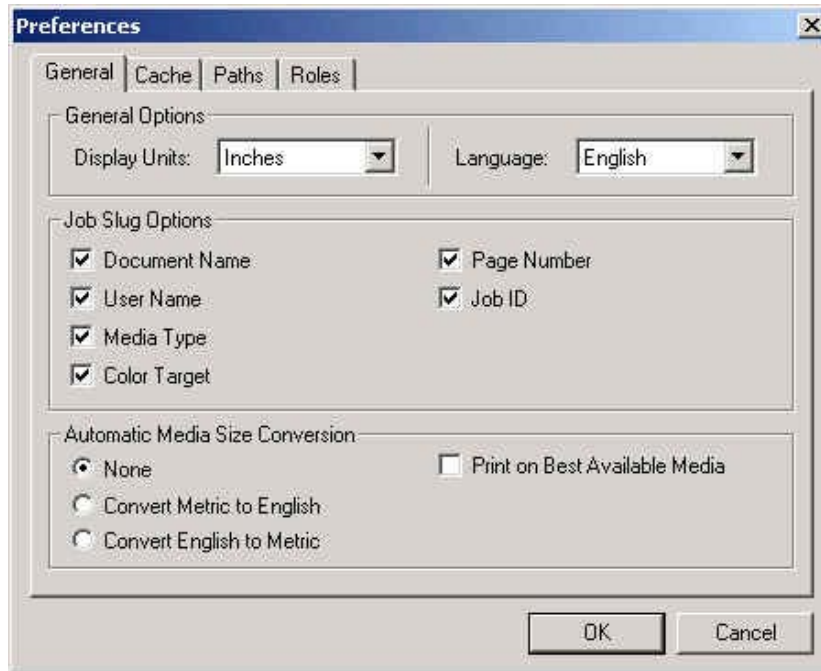 Preferences
General Cache Paths Roles
General Options
Display Units: Inches Language: English
Job Slug Options
Document Name Page Number
User Name Job ID
Media Type
Color Target
Automatic Media Size Conversion
None Print on Best Available Media
Convert Metric to English
Convert English to Metric
OK Cancel